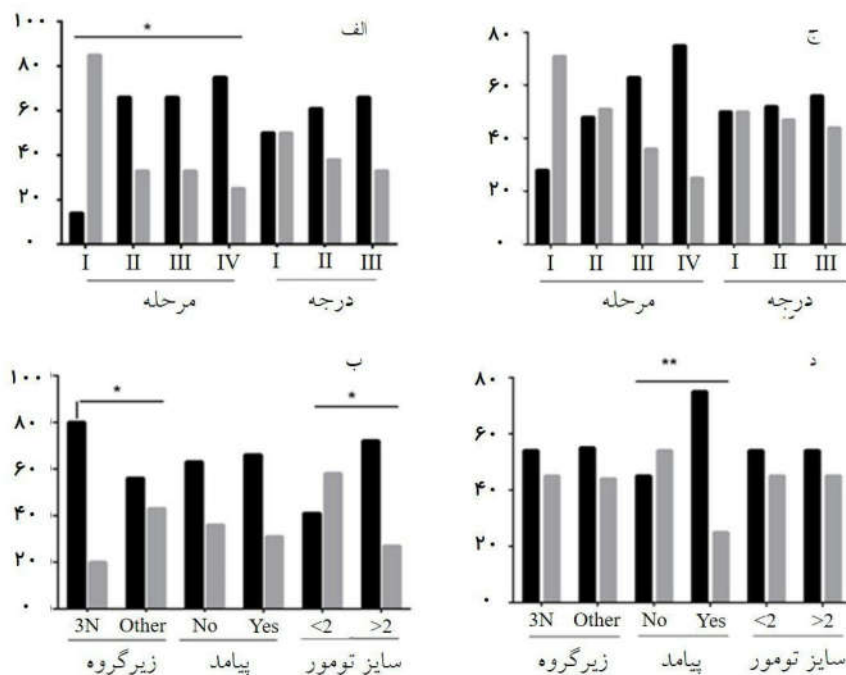 الف
*
۱۰۰
۸۰
۶۰
۴۰
۲۰
۰
I II III IV I II III
مرحله درجه
ج
۸۰
۶۰
۴۰
۲۰
۰
I II III IV I II III
مرحله درجه
ب
* *
۱۰۰
۸۰
۶۰
۴۰
۲۰
۰
3N Other No Yes <2 >2
زیرگروه پیامد سایز تومور
د
**
۸۰
۶۰
۴۰
۲۰
۰
3N Other No Yes <2 >2
زیرگروه پیامد سایز تومور